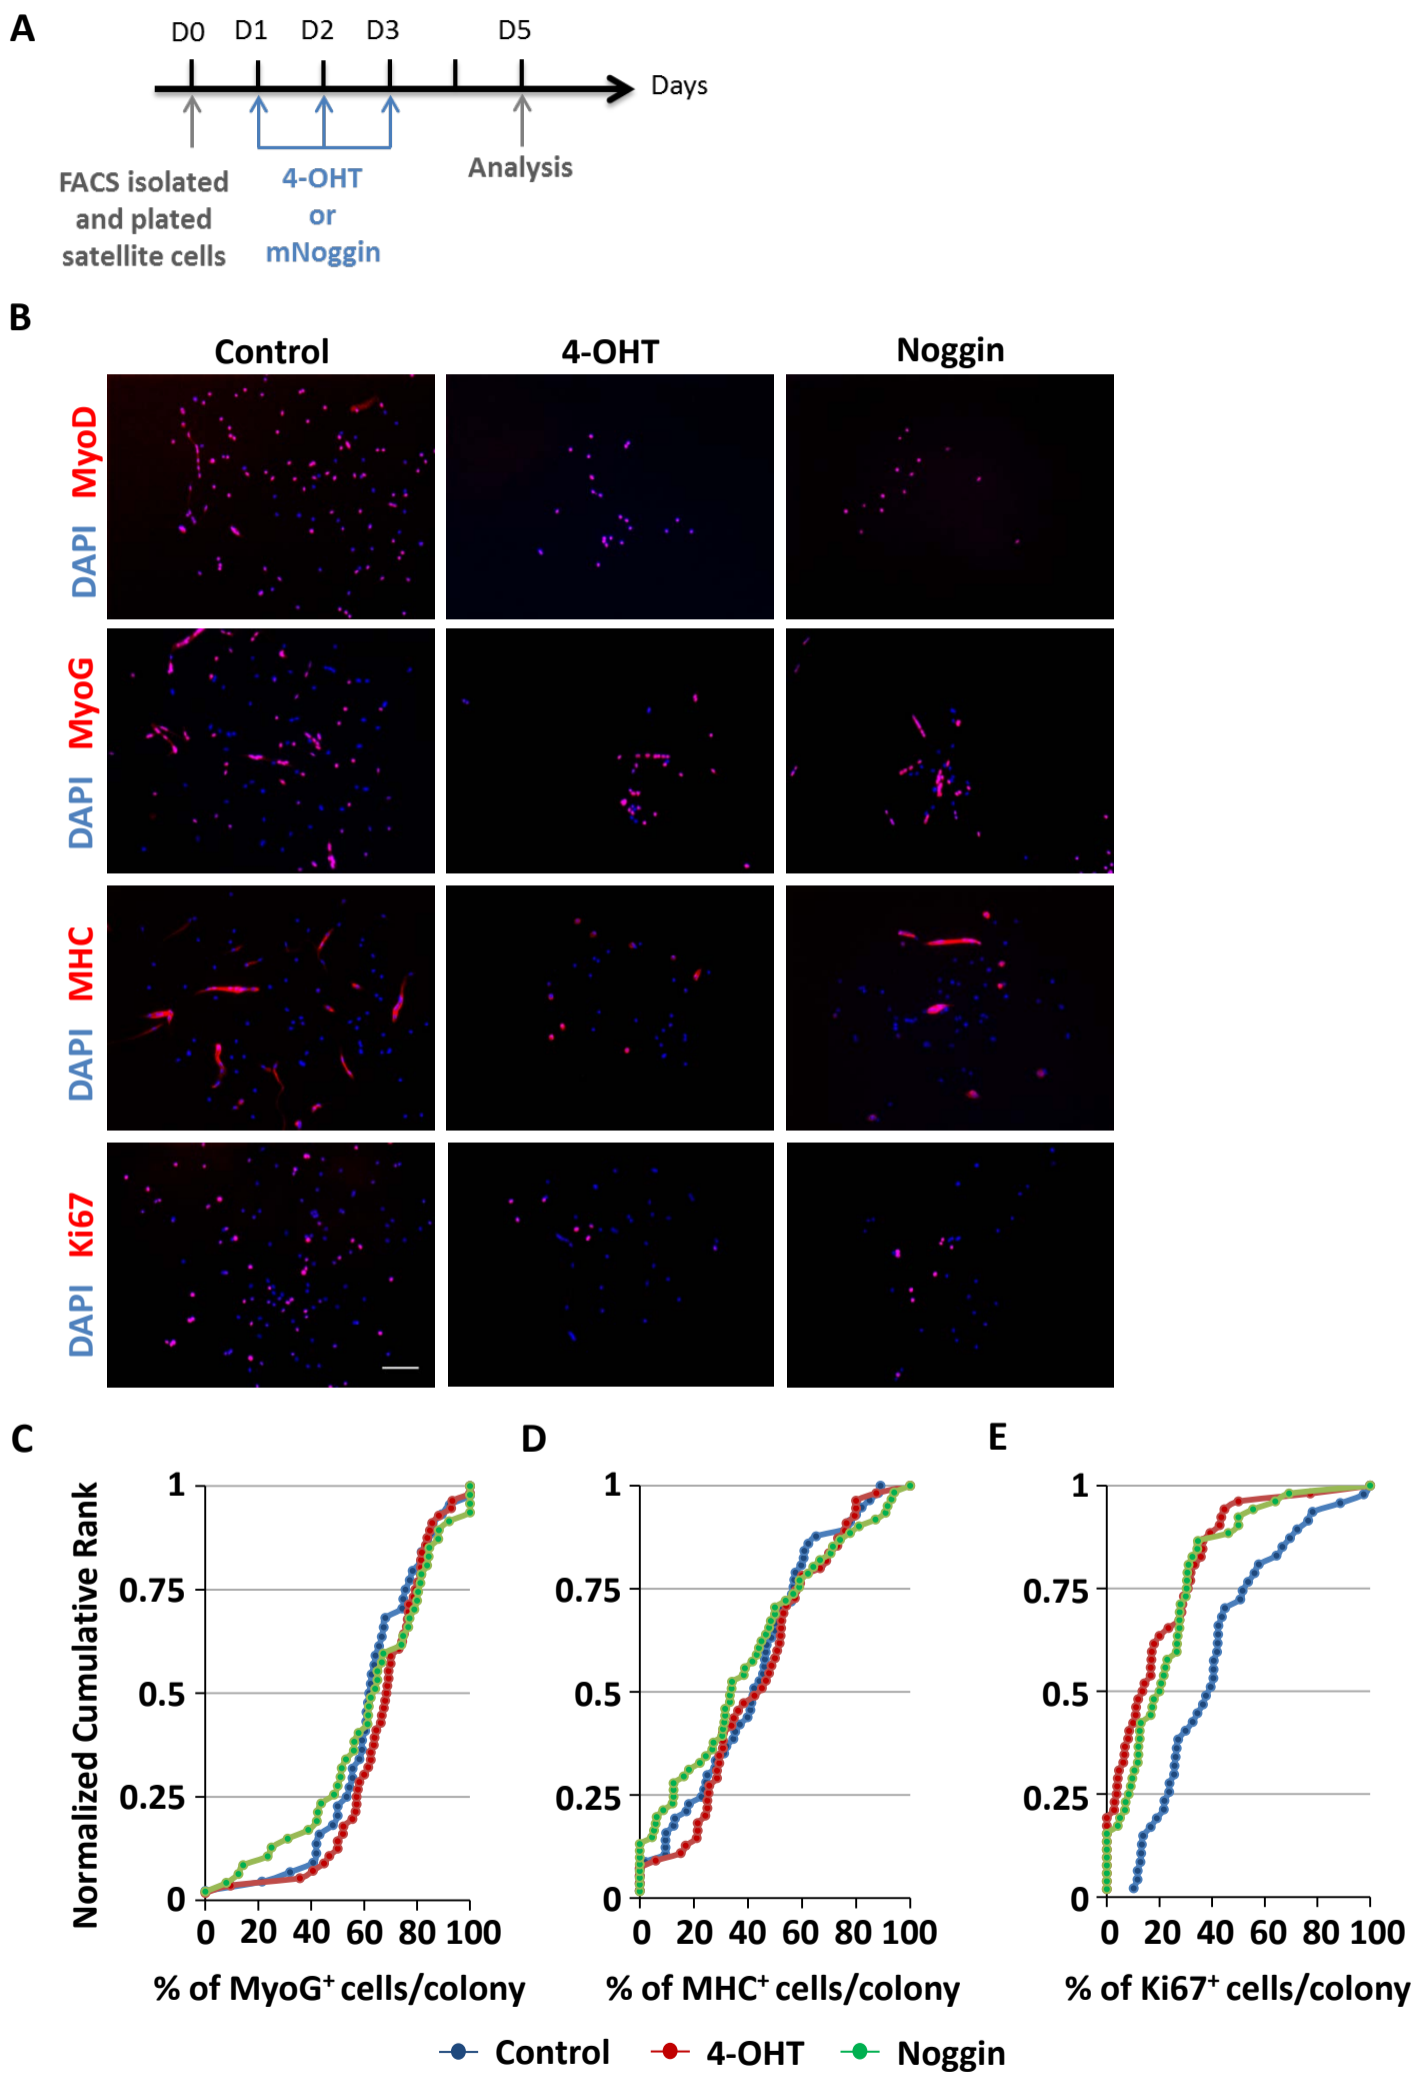 A
D0 D1 D2 D3 D5
Days
FACS isolated
and plated
satellite cells
4-OHT
or
mNoggin
Analysis
B
Control 4-OHT Noggin
DAPI MyoD
DAPI MyoG
DAPI MHC
DAPI Ki67
C
Normalized Cumulative Rank
1
0.75
0.5
0.25
0
0 20 40 60 80 100
% of MyoG⁺ cells/colony
D
1
0.75
0.5
0.25
0
0 20 40 60 80 100
% of MHC⁺ cells/colony
E
1
0.75
0.5
0.25
0
0 20 40 60 80 100
% of Ki67⁺ cells/colony
Control 4-OHT Noggin